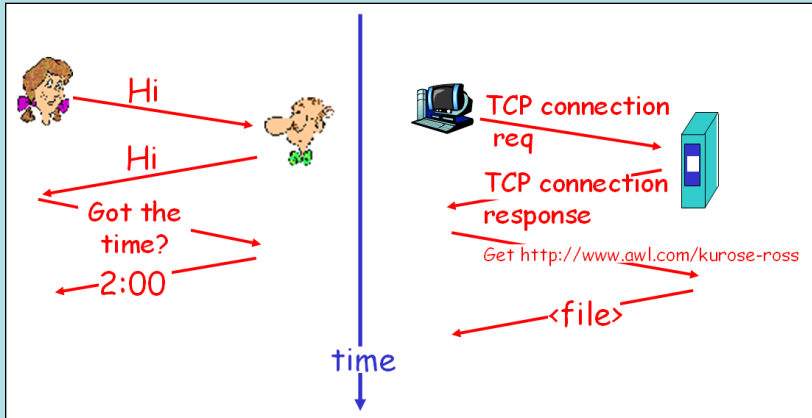 Hi
Hi
Got the
time?
2:00
time
TCP connection
req
TCP connection
response
Get http://www.awl.com/kurose-ross
<file>